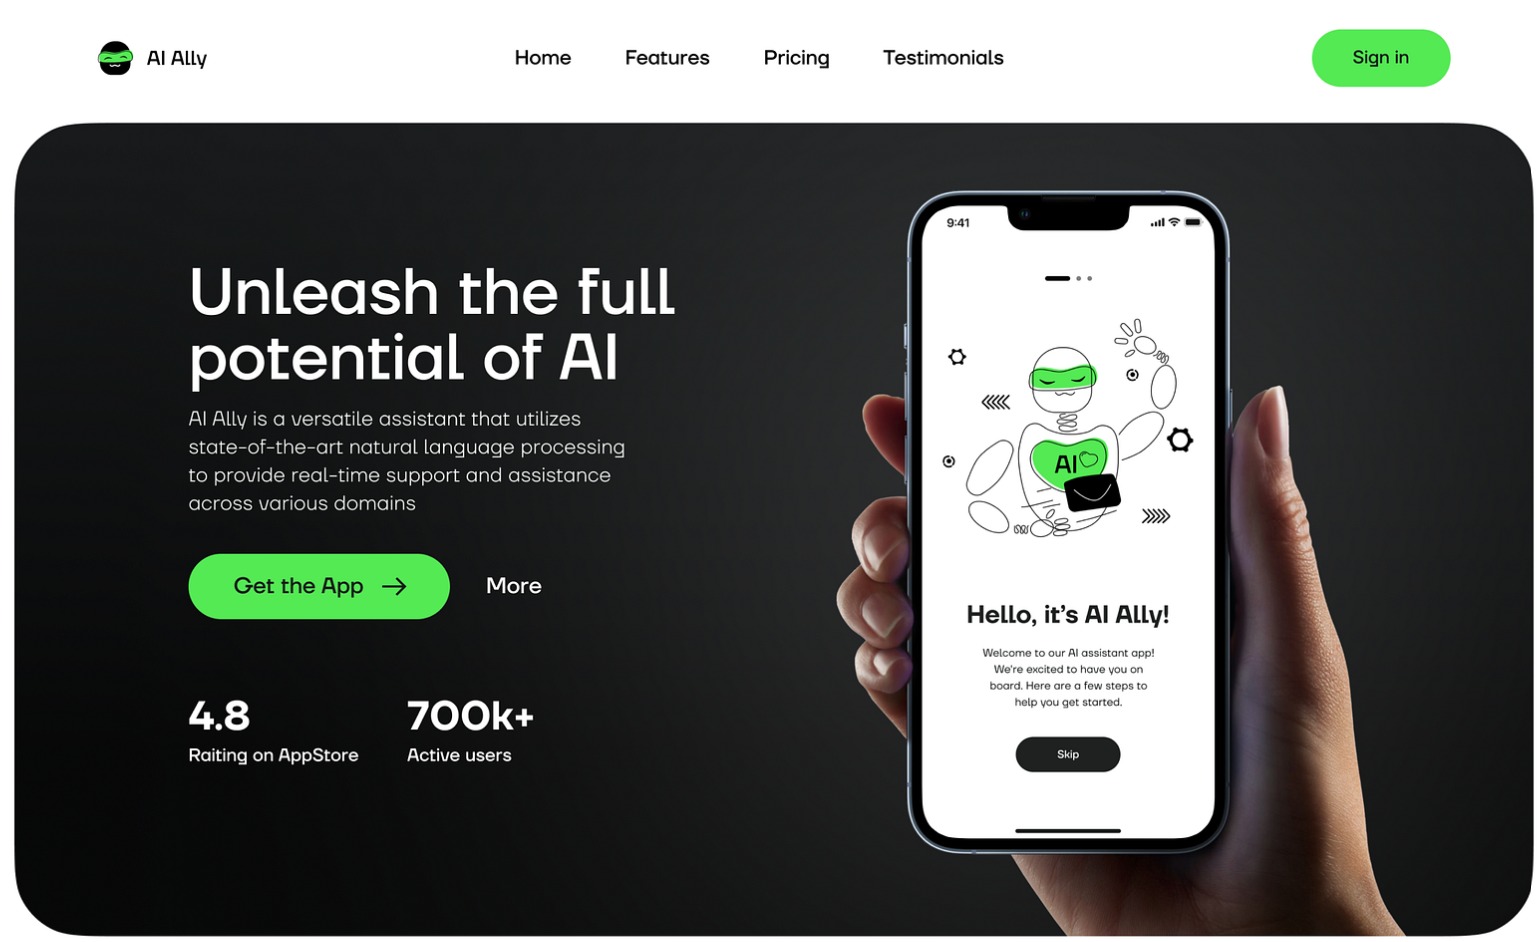 AI Ally
Home
Features
Pricing
Testimonials
Sign in
Unleash the full
potential of AI
AI Ally is a versatile assistant that utilizes
state-of-the-art natural language processing
to provide real-time support and assistance
across various domains
Get the App
More
4.8
Raiting on AppStore
700k+
Active users
9:41
AI
Hello, it's AI Ally!
Welcome to our AI assistant app!
We're excited to have you on
board. Here are a few steps to
help you get started.
Skip